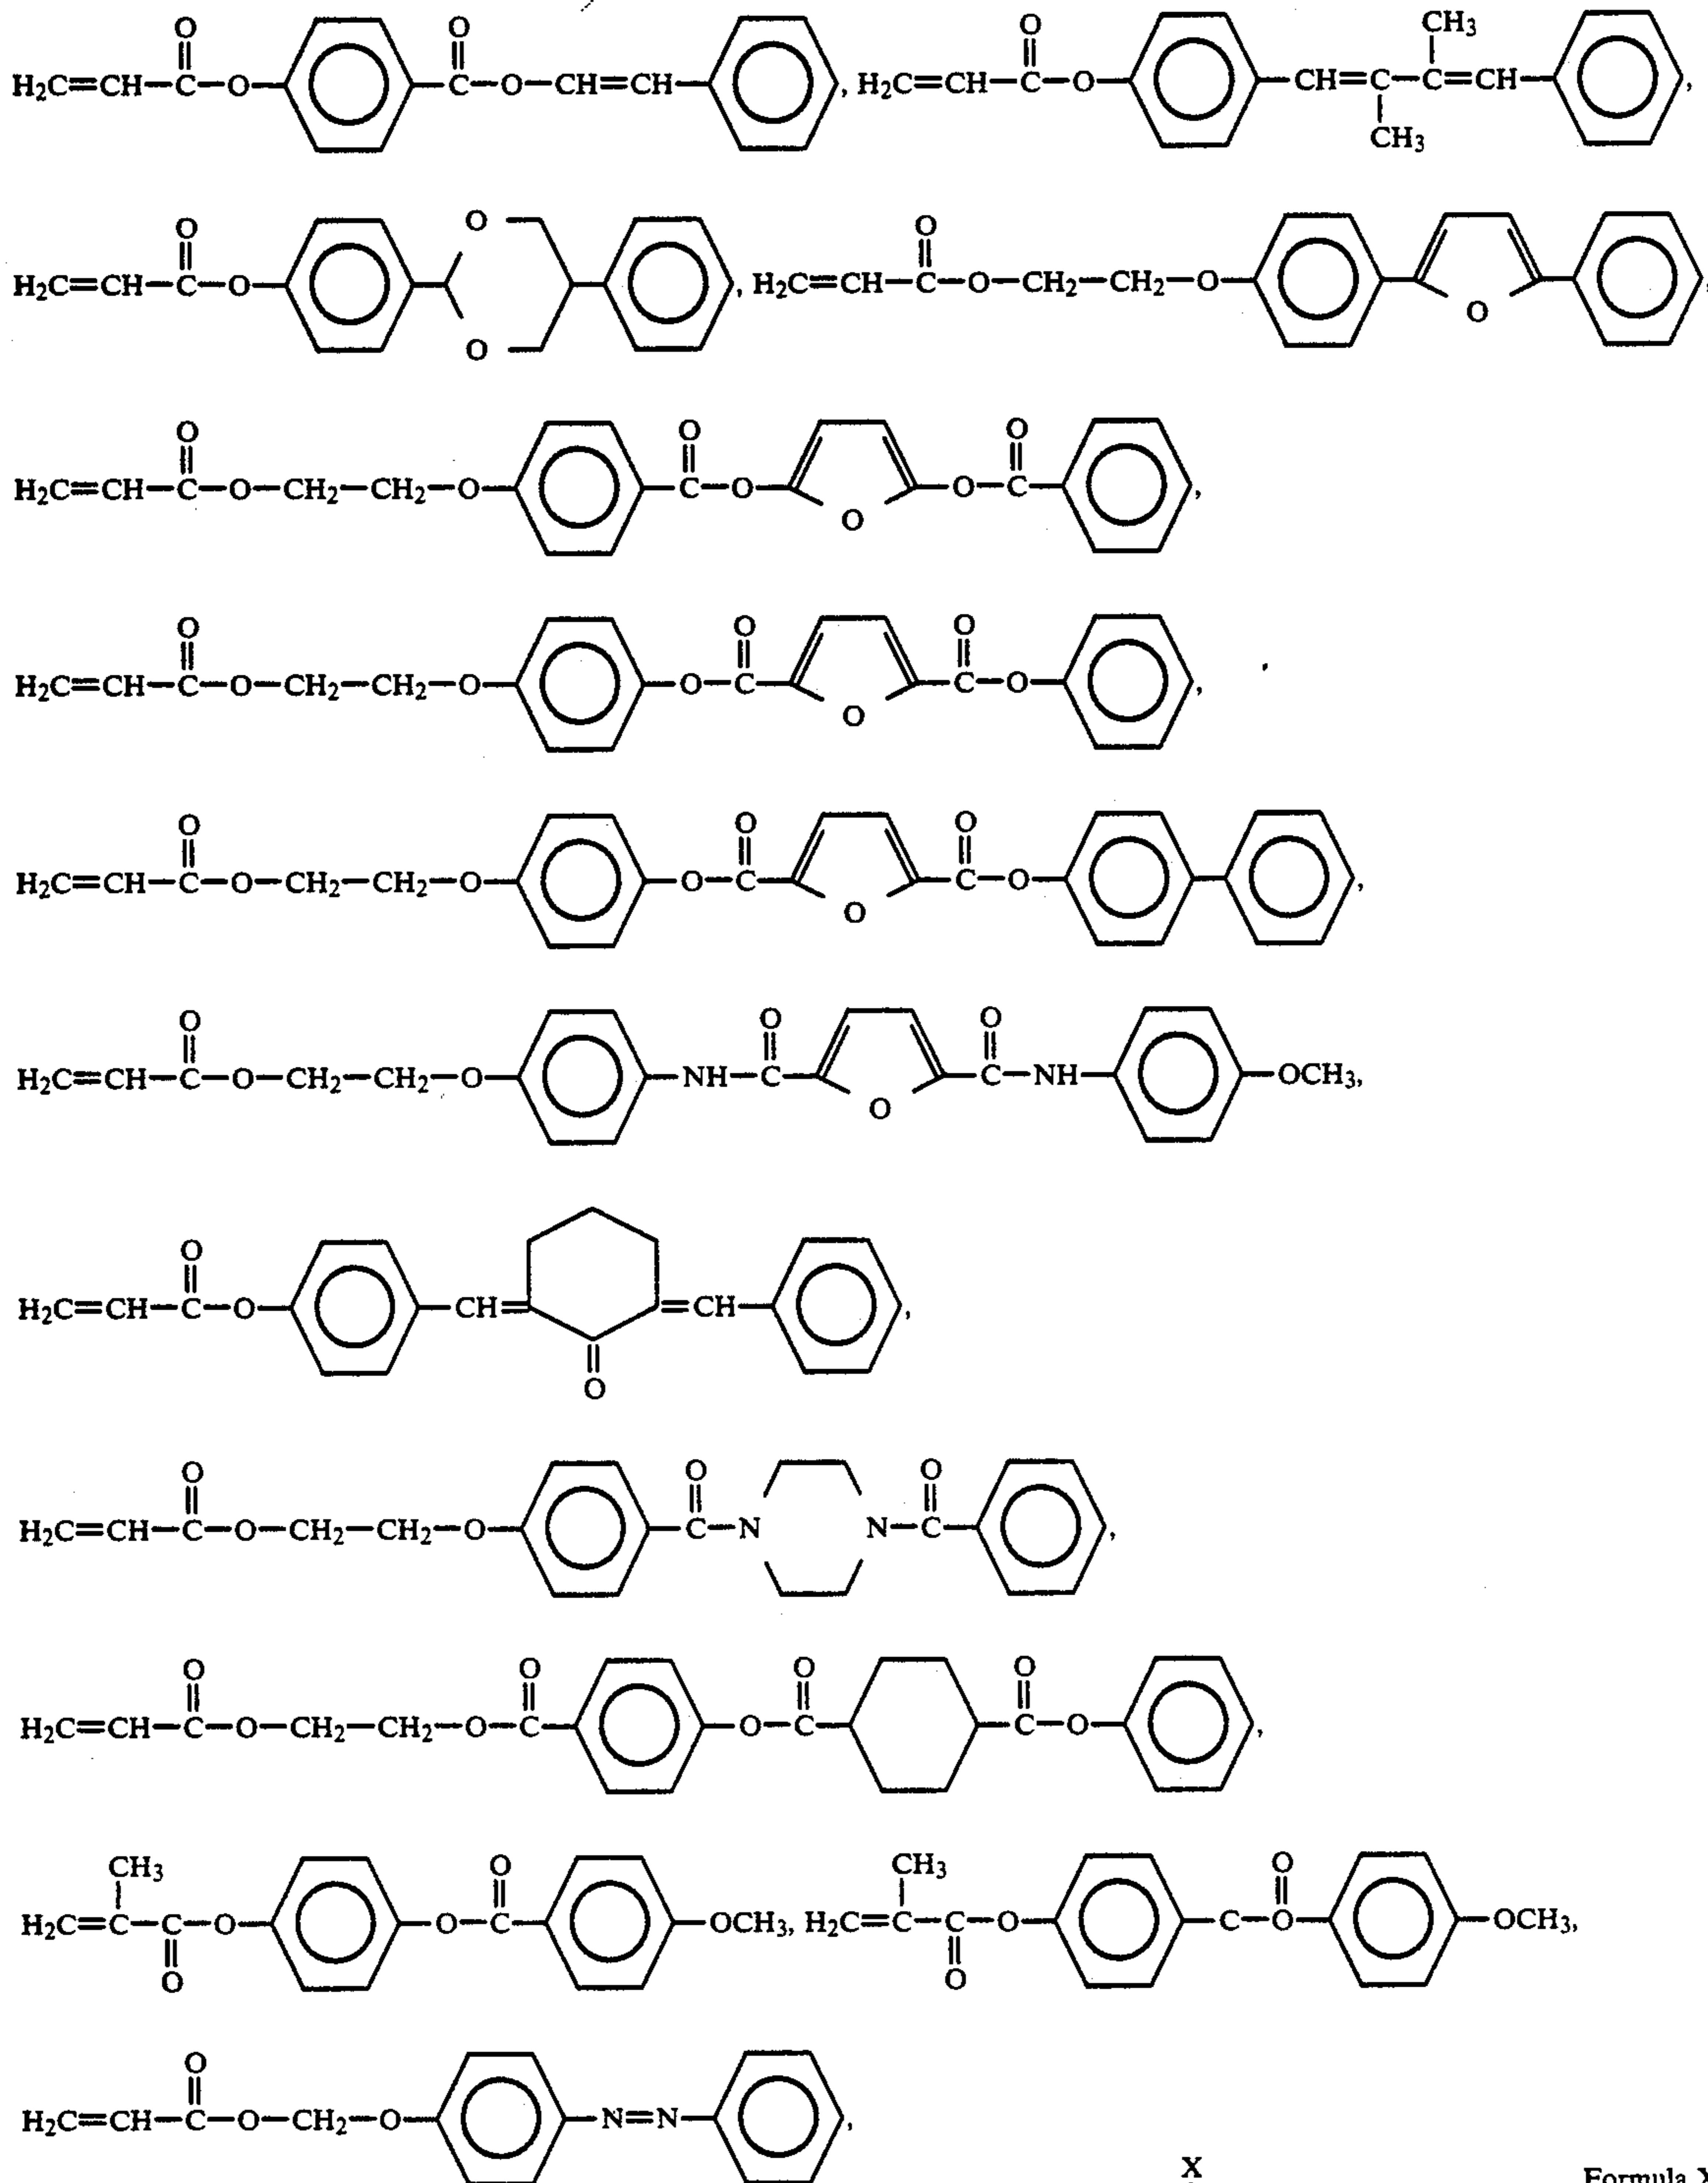 H₂C=CH—C(=O)—O—⌬—C(=O)—O—CH=CH—⌬, H₂C=CH—C(=O)—O—⌬—CH=C(CH₃)—C(CH₃)=CH—⌬,
H₂C=CH—C(=O)—O—⌬—(O, O)—⌬, H₂C=CH—C(=O)—O—CH₂—CH₂—O—⌬—(O)—⌬,
H₂C=CH—C(=O)—O—CH₂—CH₂—O—⌬—C(=O)—O—(O)—O—C(=O)—⌬,
H₂C=CH—C(=O)—O—CH₂—CH₂—O—⌬—O—C(=O)—(O)—C(=O)—O—⌬,
H₂C=CH—C(=O)—O—CH₂—CH₂—O—⌬—O—C(=O)—(O)—C(=O)—O—⌬—⌬,
H₂C=CH—C(=O)—O—CH₂—CH₂—O—⌬—NH—C(=O)—(O)—C(=O)—NH—⌬—OCH₃,
H₂C=CH—C(=O)—O—⌬—CH=(=O)=CH—⌬,
H₂C=CH—C(=O)—O—CH₂—CH₂—O—⌬—C(=O)—N N—C(=O)—⌬,
H₂C=CH—C(=O)—O—CH₂—CH₂—O—C(=O)—⌬—O—C(=O)—⬡—C(=O)—O—⌬,
H₂C=C(CH₃)—C(=O)—O—⌬—O—C(=O)—⌬—OCH₃, H₂C=C(CH₃)—C(=O)—O—⌬—C—O(=O)—⌬—OCH₃,
H₂C=CH—C(=O)—O—CH₂—O—⌬—N=N—⌬,
X
Formula X